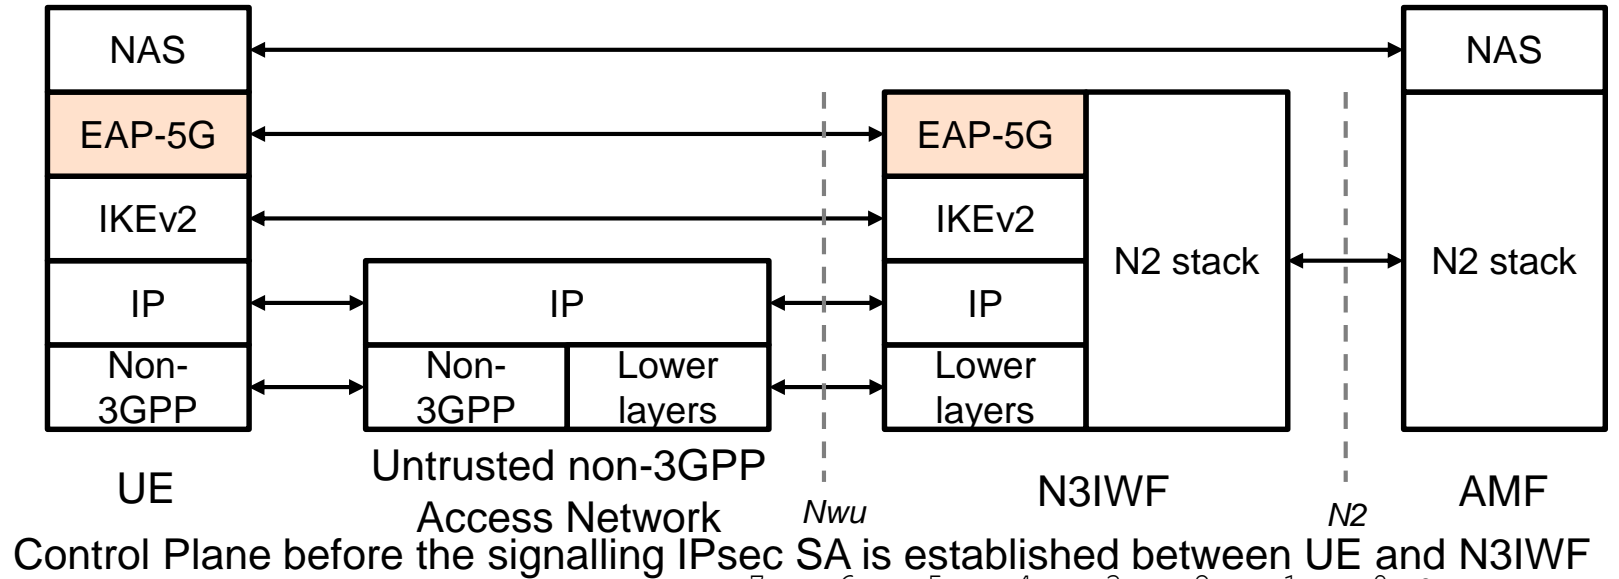 NAS
NAS
EAP-5G
EAP-5G
IKEv2
IKEv2
N2 stack
N2 stack
IP
IP
IP
Non-
3GPP
Non-
3GPP
Lower
layers
Lower
layers
UE
Untrusted non-3GPP
Access Network
Nwu
N3IWF
N2
AMF
Control Plane before the signalling IPsec SA is established between UE and N3IWF